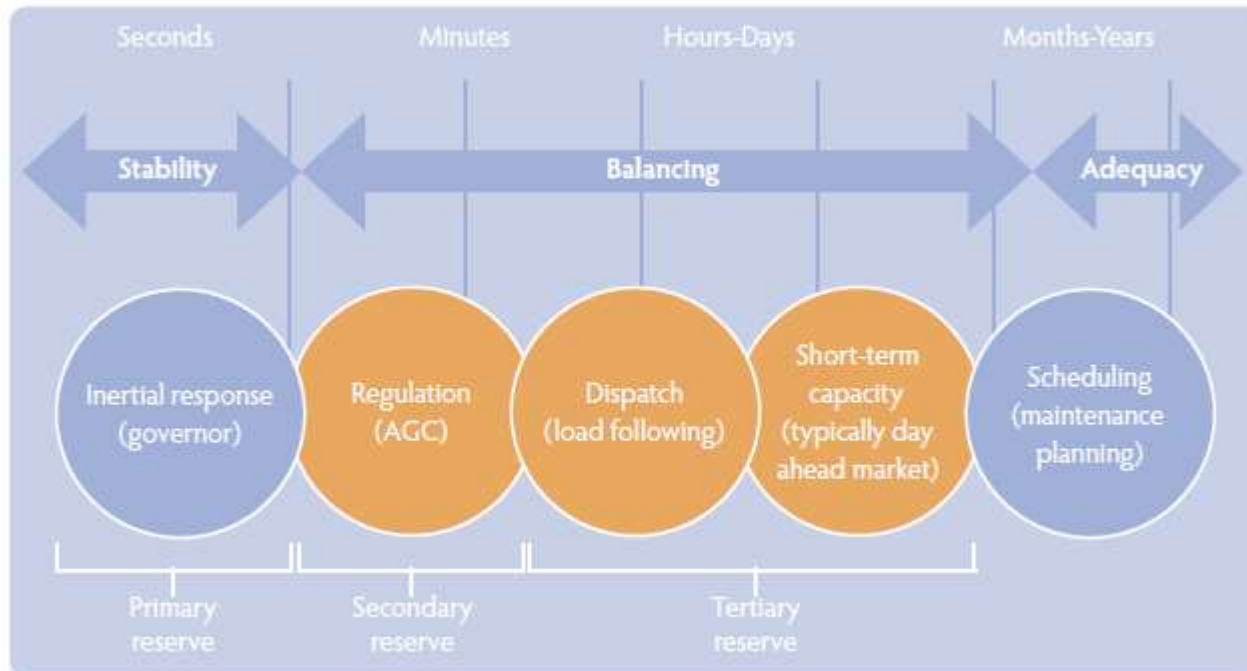 Seconds
Minutes
Hours-Days
Months-Years
Stability
Balancing
Adequacy
Inertial response
(governor)
Regulation
(AGC)
Dispatch
(load following)
Short-term
capacity
(typically day
ahead market)
Scheduling
(maintenance
planning)
Primary
reserve
Secondary
reserve
Tertiary
reserve